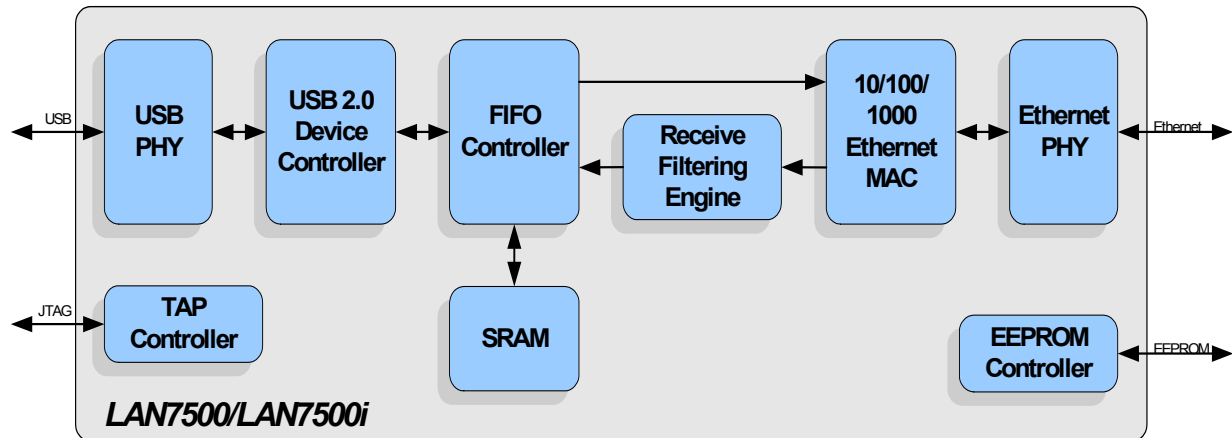 USB
USB
PHY
USB 2.0
Device
Controller
FIFO
Controller
Receive
Filtering
Engine
10/100/
1000
Ethernet
MAC
Ethernet
PHY
Ethernet
JTAG
TAP
Controller
SRAM
EEPROM
Controller
EEPROM
LAN7500/LAN7500i